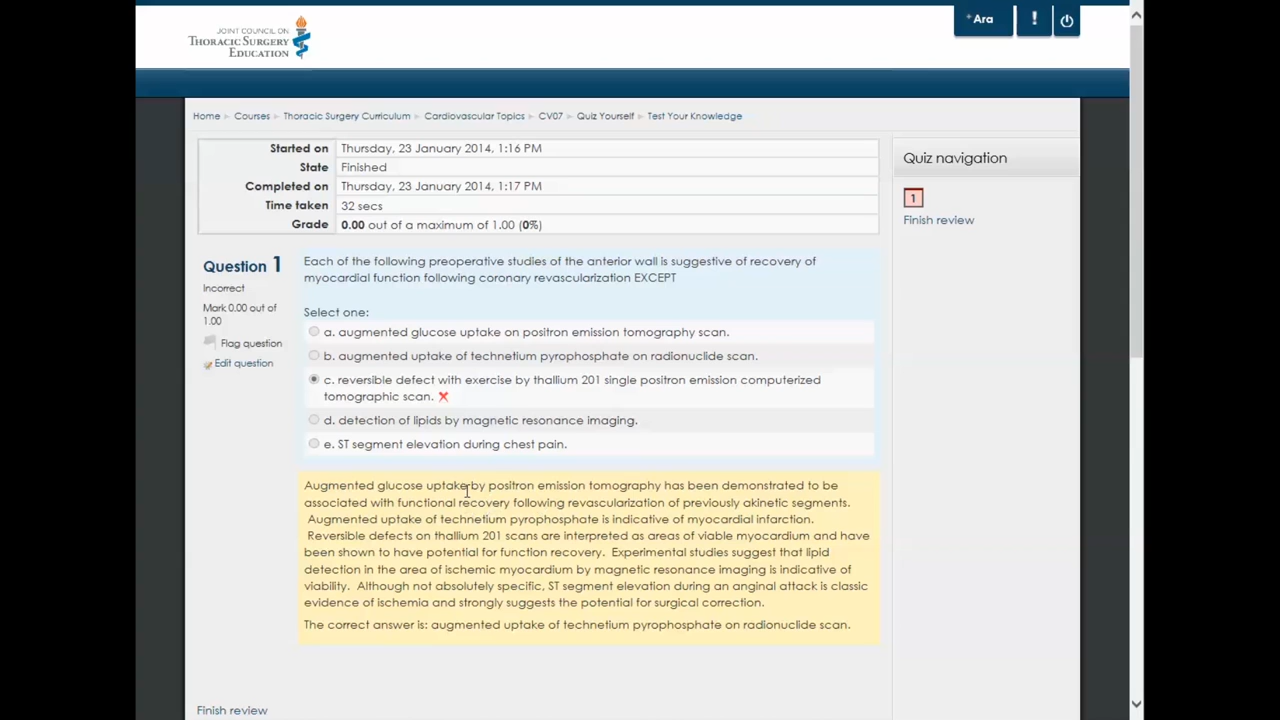 JOINT COUNCIL ON
THORACIC SURGERY
EDUCATION
Ara
!
Home Courses Thoracic Surgery Curriculum Cardiovascular Topics CV07 Quiz Yourself Test Your Knowledge
Started on Thursday, 23 January 2014, 1:16 PM
State Finished
Completed on Thursday, 23 January 2014, 1:17 PM
Time taken 32 secs
Grade 0.00 out of a maximum of 1.00 (0%)
Quiz navigation
1
Finish review
Question 1
Incorrect
Mark 0.00 out of
1.00
Flag question
Edit question
Each of the following preoperative studies of the anterior wall is suggestive of recovery of
myocardial function following coronary revascularization EXCEPT
Select one:
a. augmented glucose uptake on positron emission tomography scan.
b. augmented uptake of technetium pyrophosphate on radionuclide scan.
c. reversible defect with exercise by thallium 201 single positron emission computerized
tomographic scan.
d. detection of lipids by magnetic resonance imaging.
e. ST segment elevation during chest pain.
Augmented glucose uptake by positron emission tomography has been demonstrated to be
associated with functional recovery following revascularization of previously akinetic segments.
Augmented uptake of technetium pyrophosphate is indicative of myocardial infarction.
Reversible defects on thallium 201 scans are interpreted as areas of viable myocardium and have
been shown to have potential for function recovery. Experimental studies suggest that lipid
detection in the area of ischemic myocardium by magnetic resonance imaging is indicative of
viability. Although not absolutely specific, ST segment elevation during an anginal attack is classic
evidence of ischemia and strongly suggests the potential for surgical correction.
The correct answer is: augmented uptake of technetium pyrophosphate on radionuclide scan.
Finish review